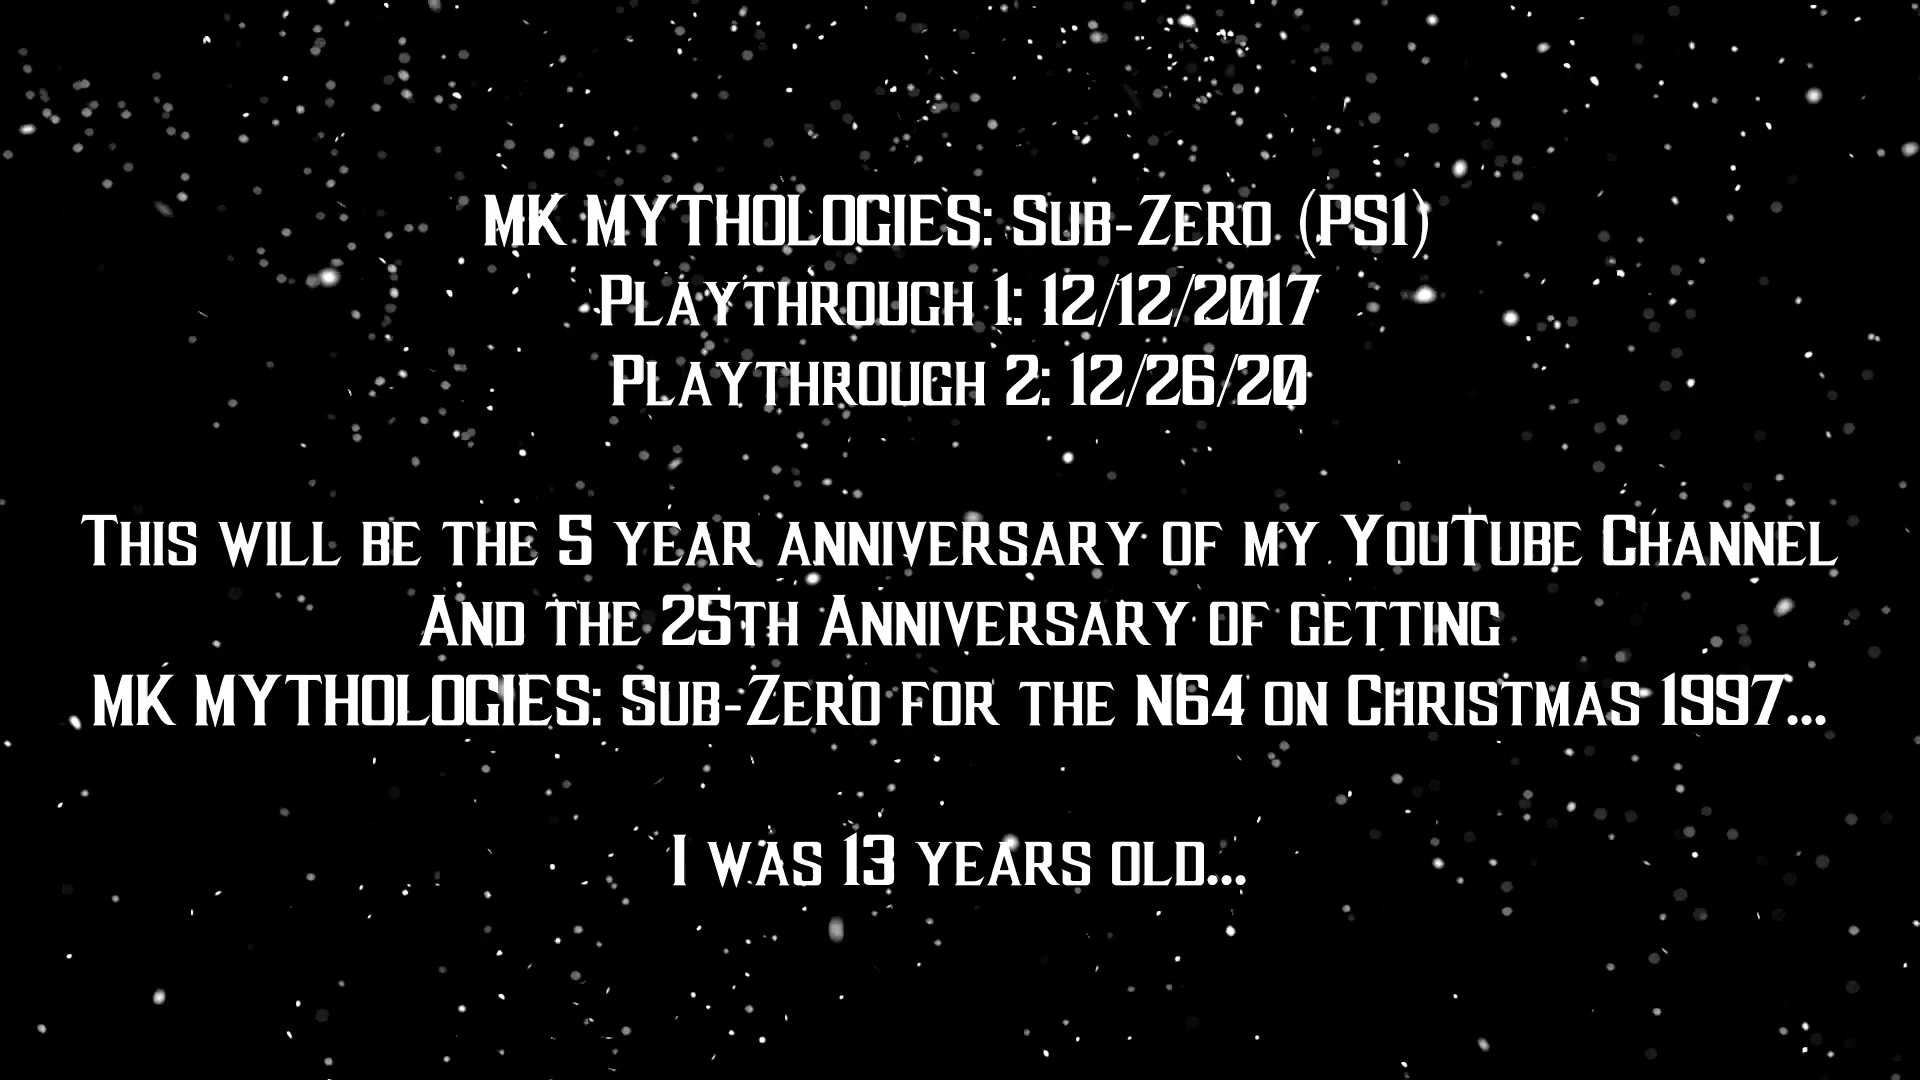 MK MYTHOLOGIES: Sub-Zero (PS1)
Playthrough 1: 12/12/2017
Playthrough 2: 12/26/20
This will be the 5 year anniversary of my YouTube Channel
And the 25th Anniversary of getting
MK MYTHOLOGIES: Sub-Zero for the N64 on Christmas 1997...
I was 13 years old...